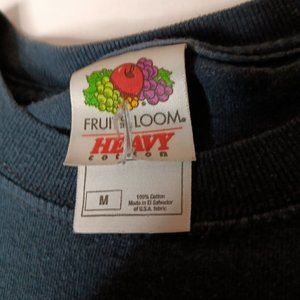 FRUIT OF THE LOOM®
HEAVY
cotton
M
100% Cotton
Made in El Salvador
of U.S.A. fabric.